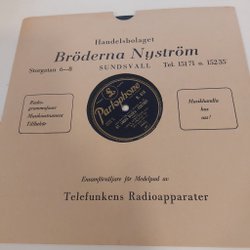 Handelsbolaget
Bröderna Nyström
Storgatan 6–8 SUNDSVALL Tel. 15171 o. 15235
Radio-
grammofoner
Musikinstrument
Tillbehör
Parlophone
Musikhandla
hos
oss!
Ensamförsäljare för Medelpad av
Telefunkens Radioapparater